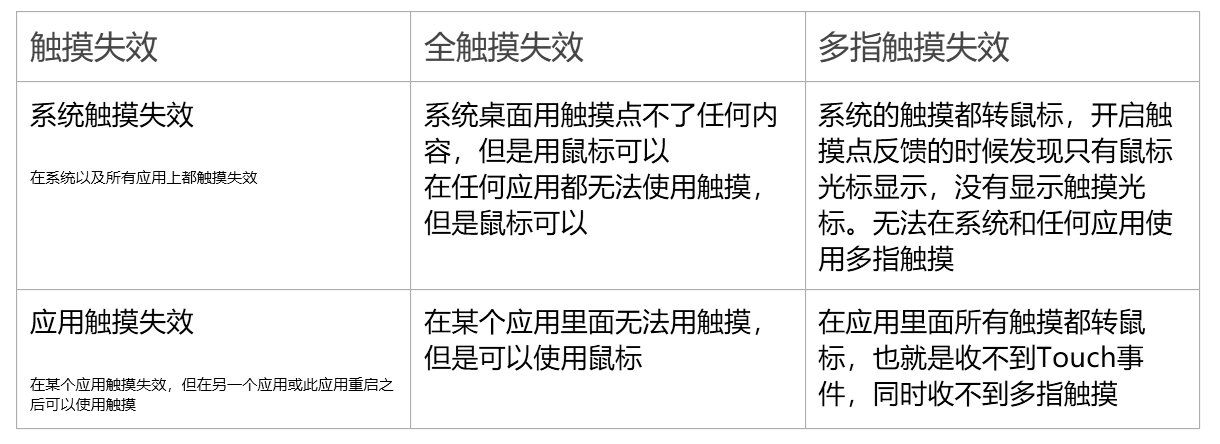 触摸失效
全触摸失效
多指触摸失效
系统触摸失效
在系统以及所有应用上都触摸失效
系统桌面用触摸点不了任何内
容，但是用鼠标可以
在任何应用都无法使用触摸，
但是鼠标可以
系统的触摸都转鼠标，开启触
摸点反馈的时候发现只有鼠标
光标显示，没有显示触摸光
标。无法在系统和任何应用使
用多指触摸
应用触摸失效
在某个应用触摸失效，但在另一个应用或此应用重启之
后可以使用触摸
在某个应用里面无法用触摸，
但是可以使用鼠标
在应用里面所有触摸都转鼠
标，也就是收不到Touch事
件，同时收不到多指触摸